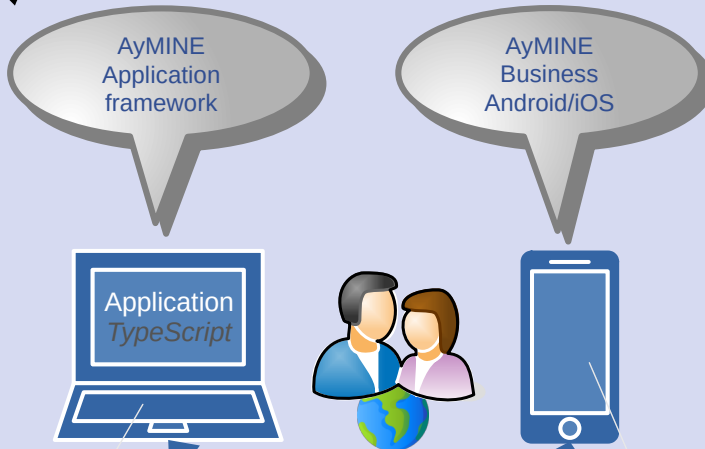 AyMINE
Application
framework
AyMINE
Business
Android/iOS
Application
TypeScript